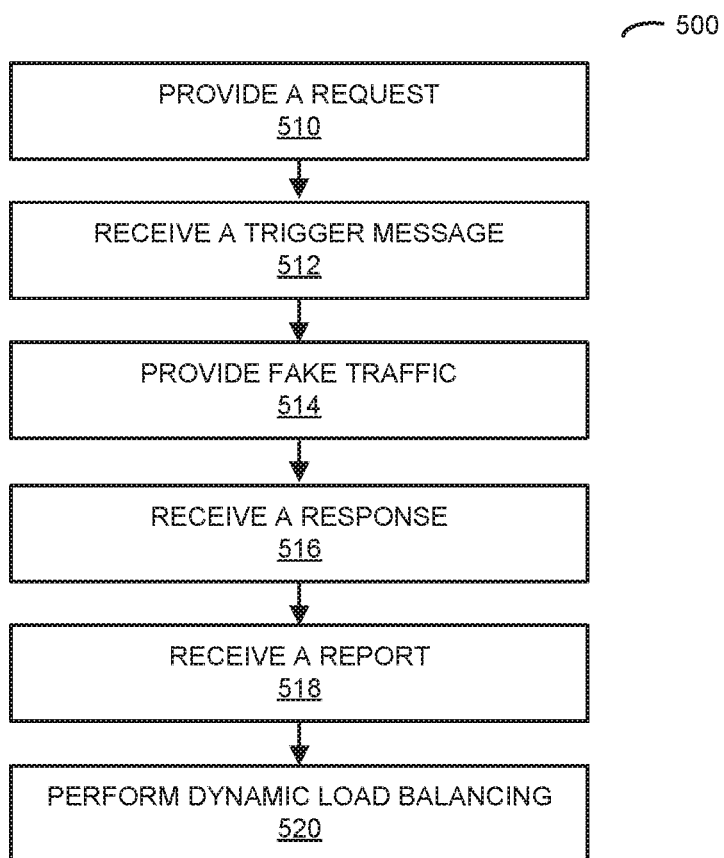 500
PROVIDE A REQUEST
510
RECEIVE A TRIGGER MESSAGE
512
PROVIDE FAKE TRAFFIC
514
RECEIVE A RESPONSE
516
RECEIVE A REPORT
518
PERFORM DYNAMIC LOAD BALANCING
520